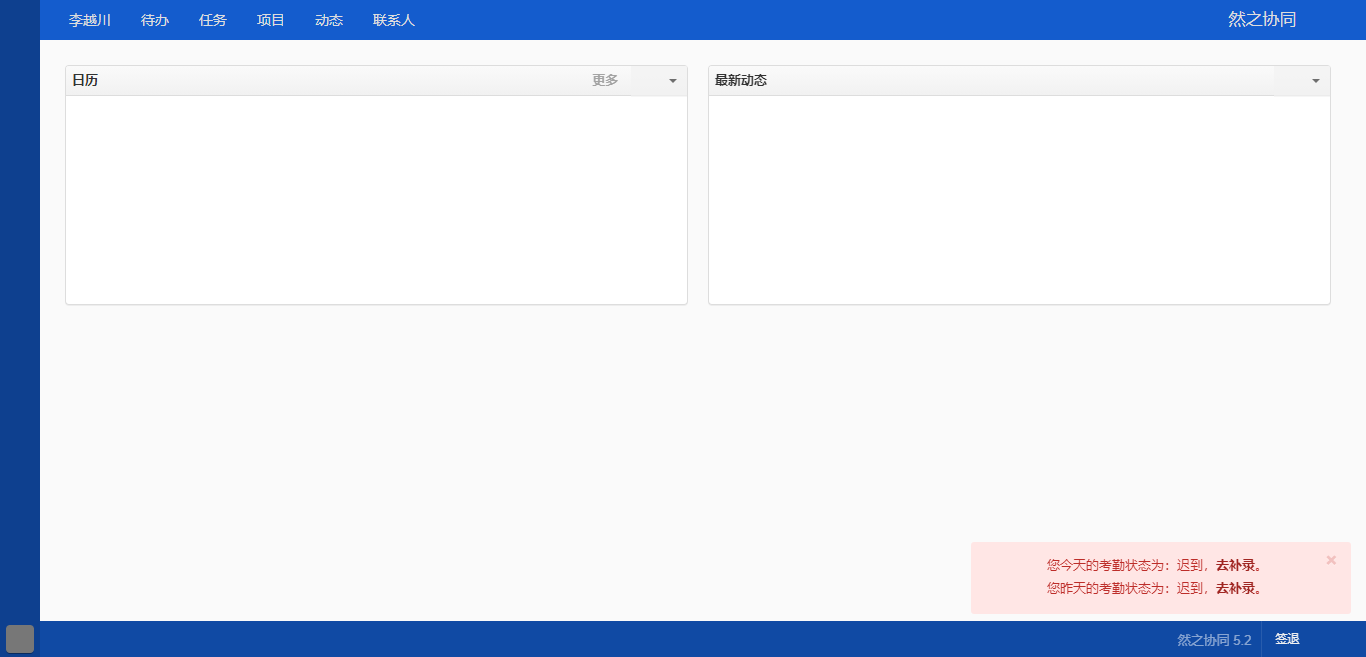 李越川 待办 任务 项目 动态 联系人 然之协同
日历 更多
最新动态
您今天的考勤状态为：迟到，去补录。
您昨天的考勤状态为：迟到，去补录。
然之协同 5.2 签退